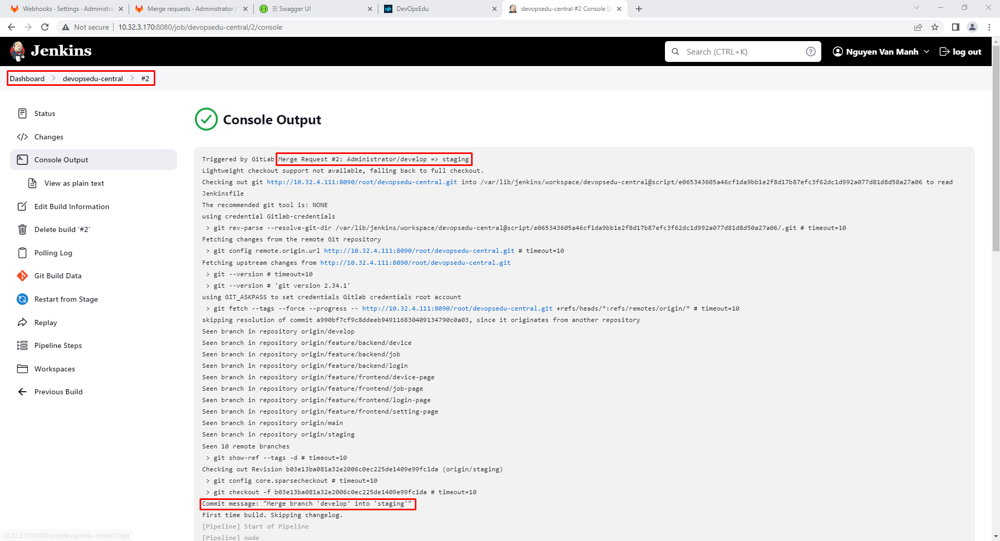 Webhooks · Settings · Administra
Merge requests · Administrator /
☰ Swagger UI
DevOpsEdu
devopsedu-central #2 Console [J
Not secure
10.32.3.170:8080/job/devopsedu-central/2/console
Jenkins
Search (CTRL+K)
Nguyen Van Manh
log out
Dashboard > devopsedu-central > #2
Status
Changes
Console Output
View as plain text
Edit Build Information
Delete build ‘#2’
Polling Log
Git Build Data
Restart from Stage
Replay
Pipeline Steps
Workspaces
Previous Build
Console Output
Triggered by GitLab Merge Request #2: Administrator/develop => staging
Lightweight checkout support not available, falling back to full checkout.
Checking out git http://10.32.4.111:8090/root/devopsedu-central.git into /var/lib/jenkins/workspace/devopsedu-central@script/e065343605a46cf1da9bb1e2f8d17b87efc3f62dc1d992a077d81d8d50a27a06 to read
Jenkinsfile
The recommended git tool is: NONE
using credential Gitlab-credentials
> git rev-parse --resolve-git-dir /var/lib/jenkins/workspace/devopsedu-central@script/e065343605a46cf1da9bb1e2f8d17b87efc3f62dc1d992a077d81d8d50a27a06/.git # timeout=10
Fetching changes from the remote Git repository
> git config remote.origin.url http://10.32.4.111:8090/root/devopsedu-central.git # timeout=10
Fetching upstream changes from http://10.32.4.111:8090/root/devopsedu-central.git
> git --version # timeout=10
> git --version # 'git version 2.34.1'
using GIT_ASKPASS to set credentials Gitlab credentials root account
> git fetch --tags --force --progress -- http://10.32.4.111:8090/root/devopsedu-central.git +refs/heads/*:refs/remotes/origin/* # timeout=10
skipping resolution of commit a990bf7cf9c8ddeeb949116830409134790c0a03, since it originates from another repository
Seen branch in repository origin/develop
Seen branch in repository origin/feature/backend/device
Seen branch in repository origin/feature/backend/job
Seen branch in repository origin/feature/backend/login
Seen branch in repository origin/feature/frontend/device-page
Seen branch in repository origin/feature/frontend/job-page
Seen branch in repository origin/feature/frontend/login-page
Seen branch in repository origin/feature/frontend/setting-page
Seen branch in repository origin/main
Seen branch in repository origin/staging
Seen 10 remote branches
> git show-ref --tags -d # timeout=10
Checking out Revision b03e13ba081a32e2006c0ec225de1409e99fc1da (origin/staging)
> git config core.sparsecheckout # timeout=10
> git checkout -f b03e13ba081a32e2006c0ec225de1409e99fc1da # timeout=10
Commit message: "Merge branch 'develop' into 'staging'"
First time build. Skipping changelog.
[Pipeline] Start of Pipeline
[Pipeline] node
10.32.3.170:8080/job/devopsedu-central/2/git